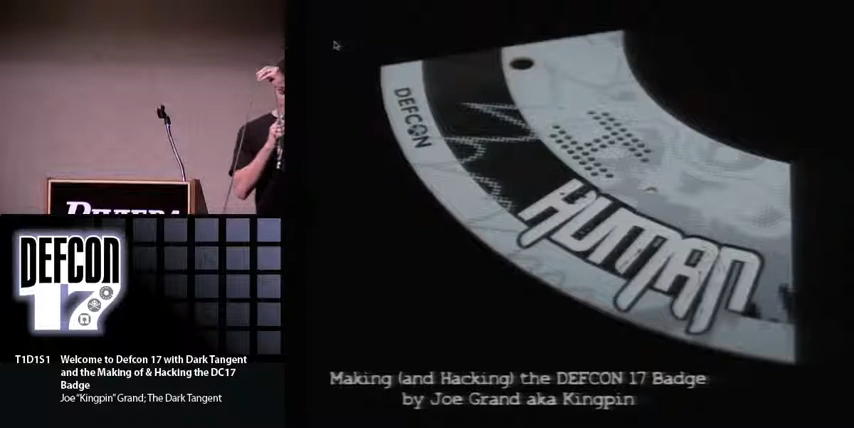 DEFCON
HUMAN
DEFCON
17
T1D1S1 Welcome to Defcon 17 with Dark Tangent
and the Making of & Hacking the DC17
Badge
Joe "Kingpin" Grand; The Dark Tangent
Making (and Hacking) the DEFCON 17 Badge
by Joe Grand aka Kingpin